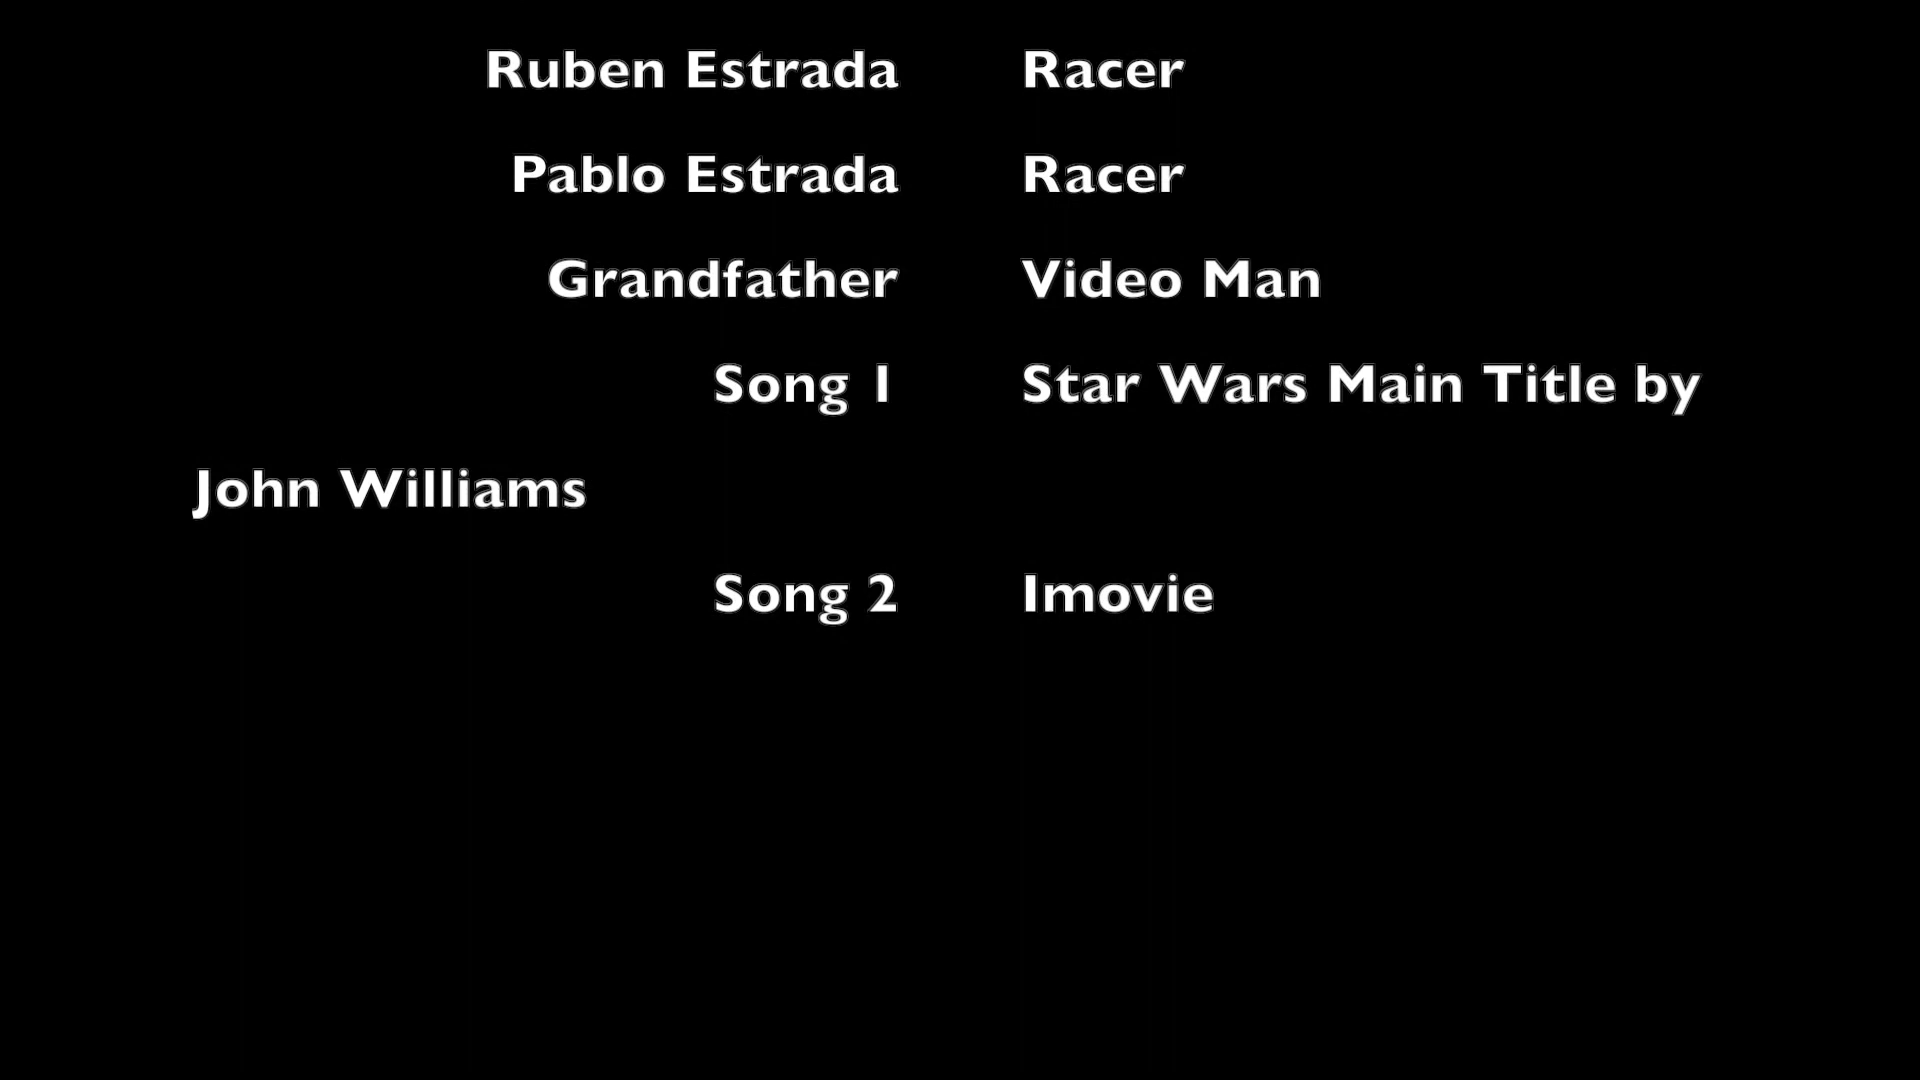 Ruben Estrada Racer
Pablo Estrada Racer
Grandfather Video Man
Song 1 Star Wars Main Title by
John Williams
Song 2 Imovie